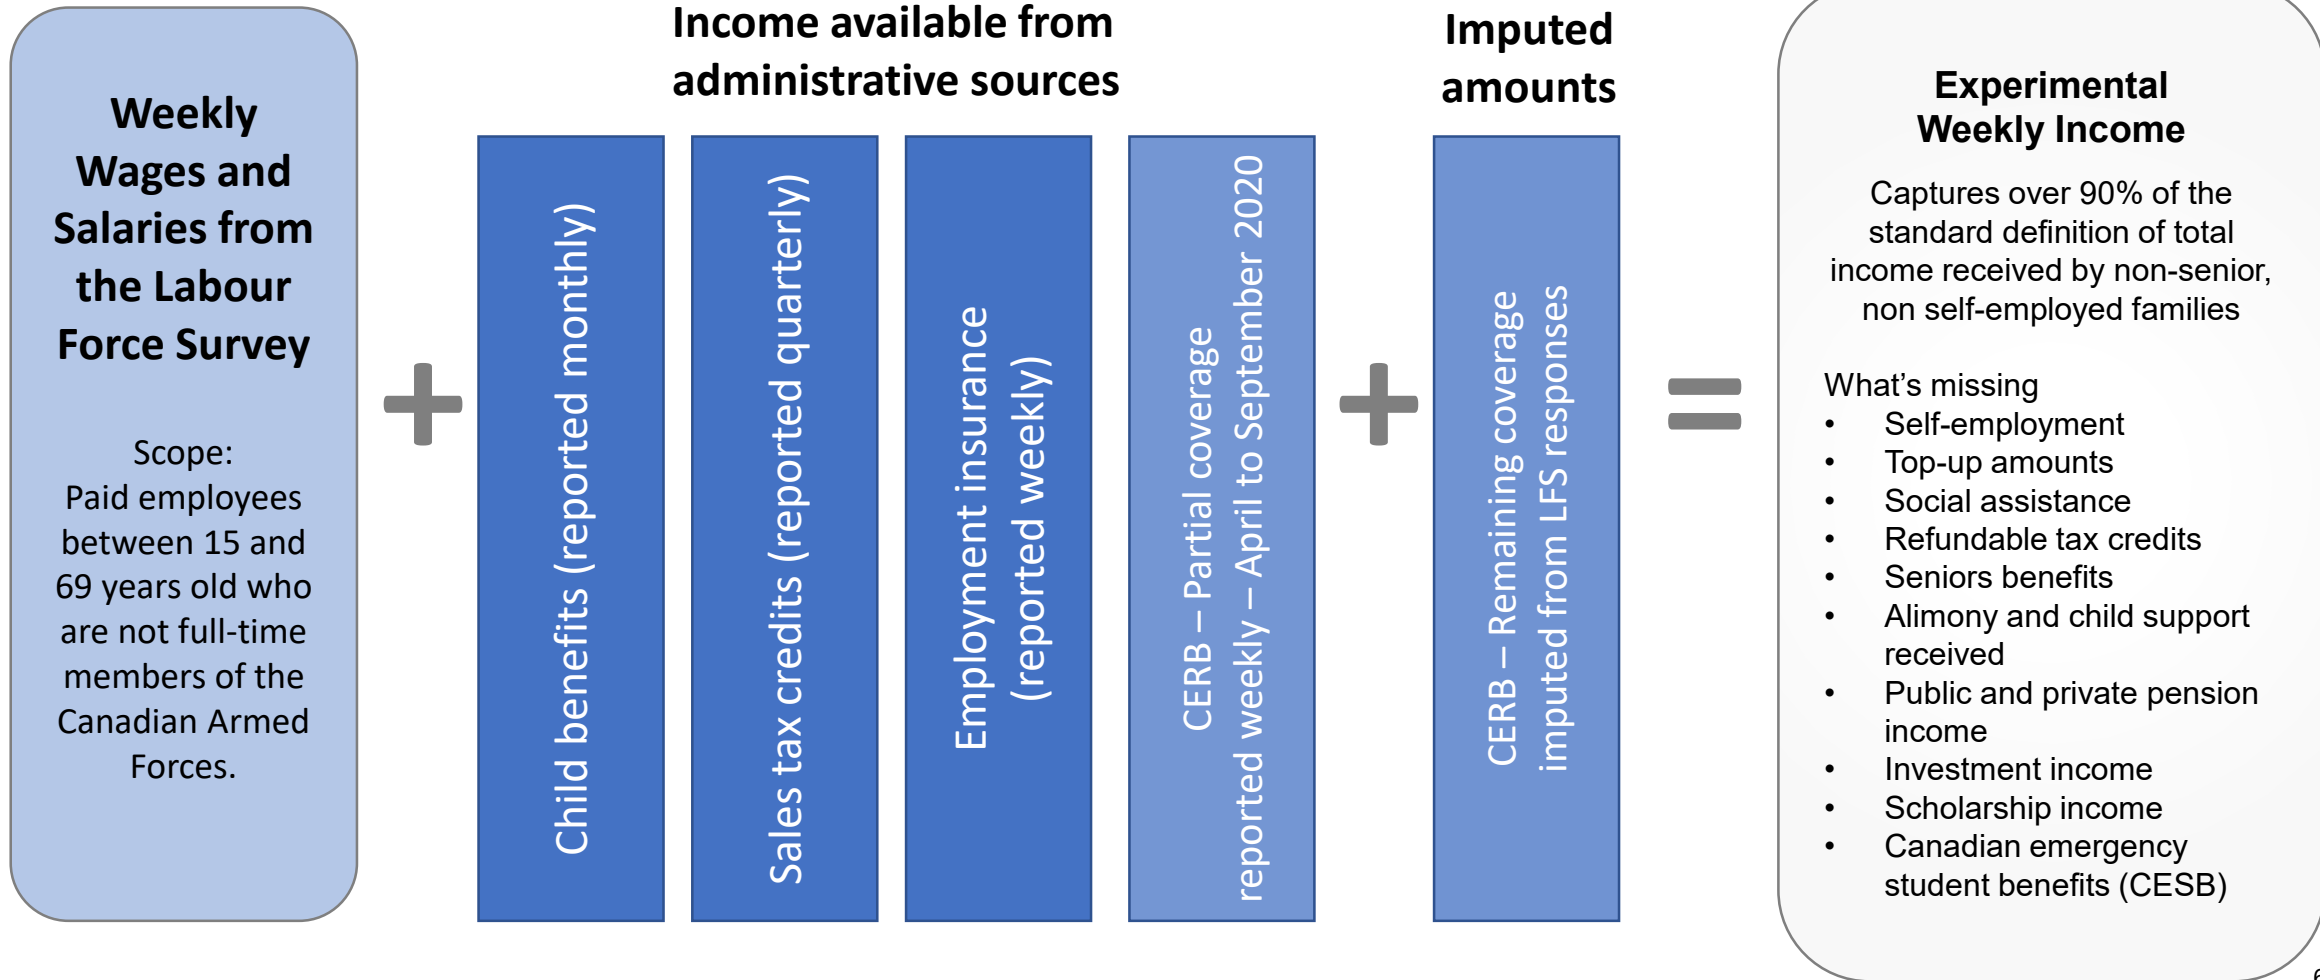 Weekly
Wages and
Salaries from
the Labour
Force Survey
Scope:
Paid employees
between 15 and
69 years old who
are not full-time
members of the
Canadian Armed
Forces.
+
Income available from
administrative sources
Child benefits (reported monthly)
Sales tax credits (reported quarterly)
Employment insurance
(reported weekly)
CERB – Partial coverage
reported weekly – April to September 2020
+
Imputed
amounts
CERB – Remaining coverage
imputed from LFS responses
=
Experimental
Weekly Income
Captures over 90% of the
standard definition of total
income received by non-senior,
non self-employed families
What’s missing
• Self-employment
• Top-up amounts
• Social assistance
• Refundable tax credits
• Seniors benefits
• Alimony and child support
received
• Public and private pension
income
• Investment income
• Scholarship income
• Canadian emergency
student benefits (CESB)